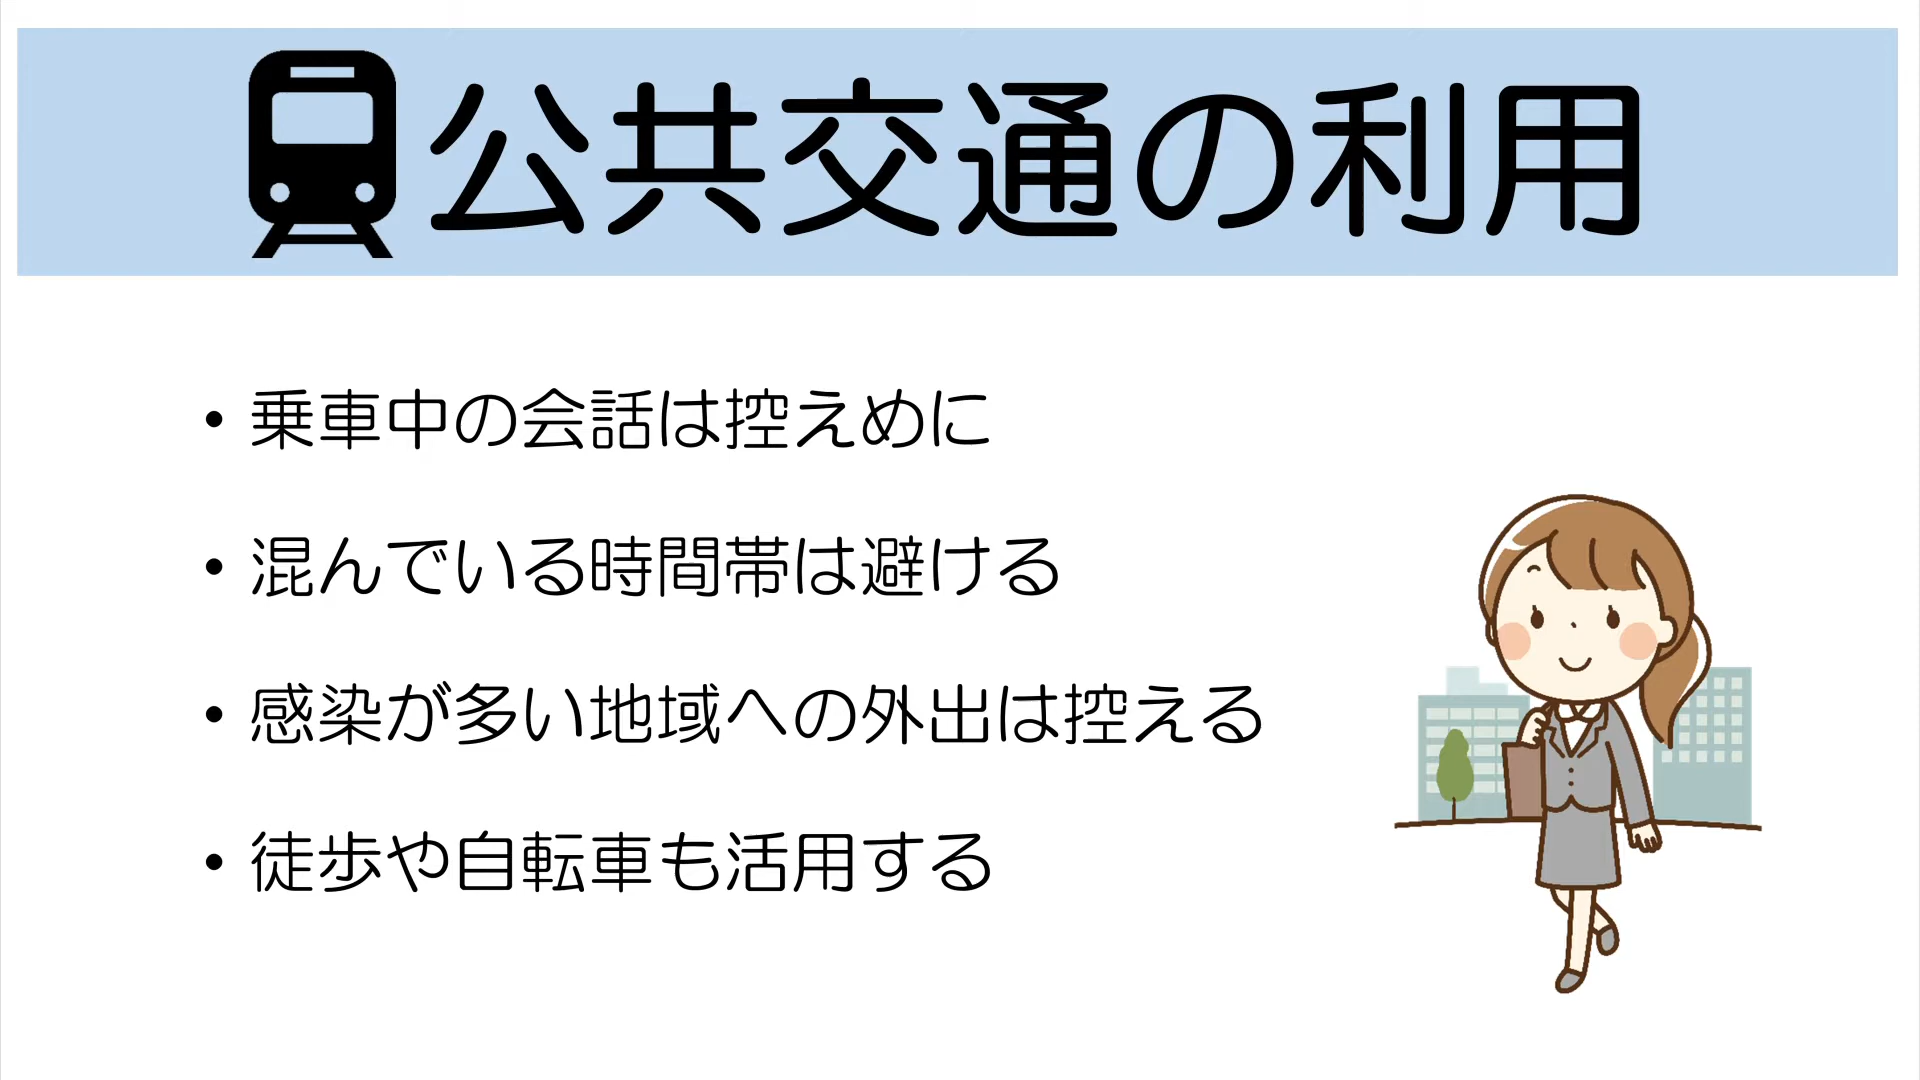 公共交通の利用
• 乗車中の会話は控えめに
• 混んでいる時間帯は避ける
• 感染が多い地域への外出は控える
• 徒歩や自転車も活用する